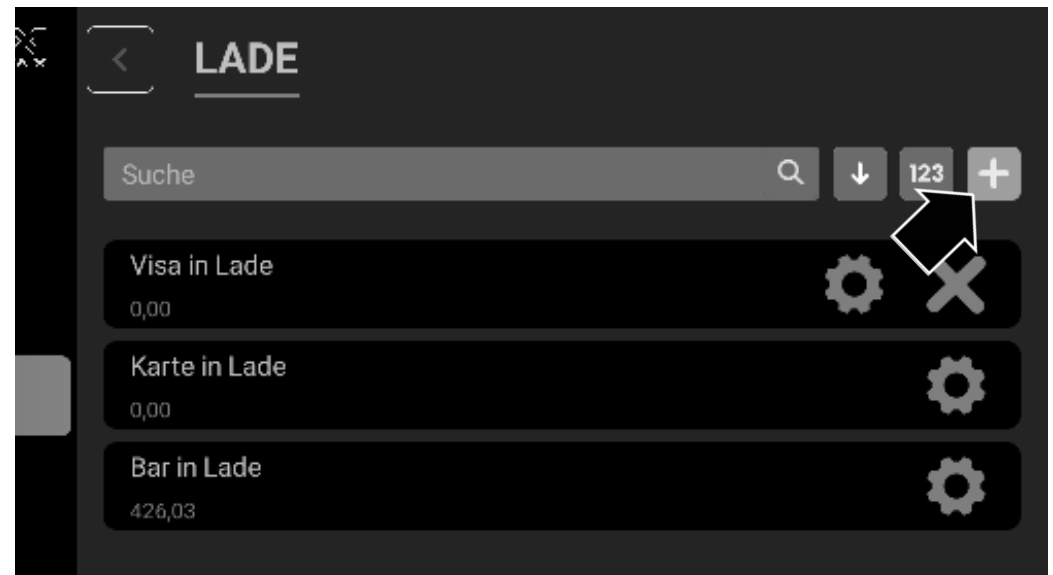 LADE
Suche
123
Visa in Lade
0,00
Karte in Lade
0,00
Bar in Lade
426,03